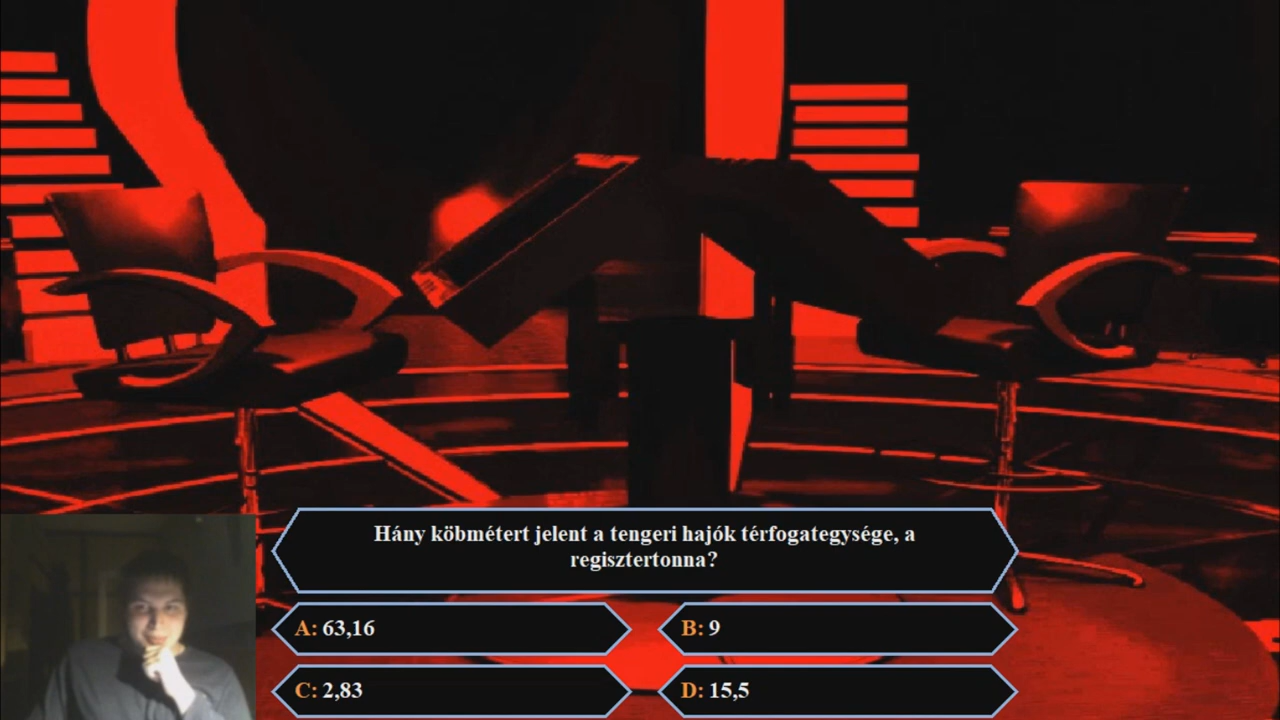 Hány köbmétert jelent a tengeri hajók térfogategysége, a
regisztertonna?
A: 63,16
B: 9
C: 2,83
D: 15,5